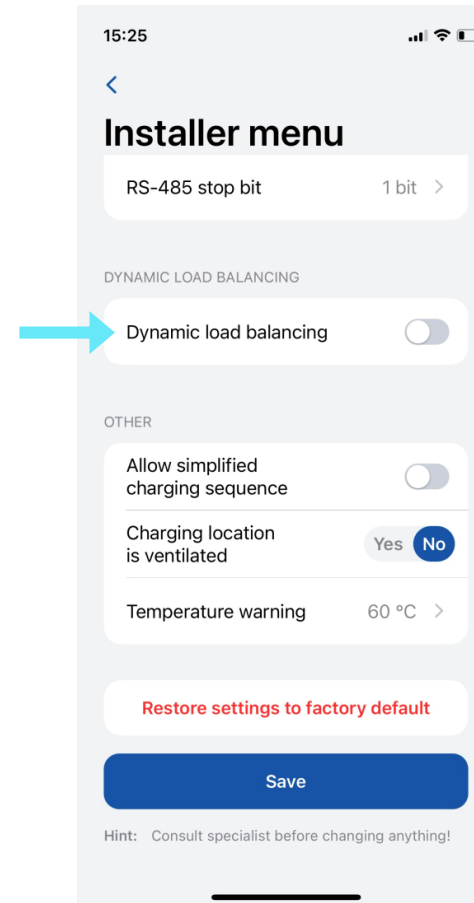 15:25
Installer menu
RS-485 stop bit 1 bit
DYNAMIC LOAD BALANCING
Dynamic load balancing
OTHER
Allow simplified
charging sequence
Charging location
is ventilated
Yes No
Temperature warning 60 °C
Restore settings to factory default
Save
Hint: Consult specialist before changing anything!